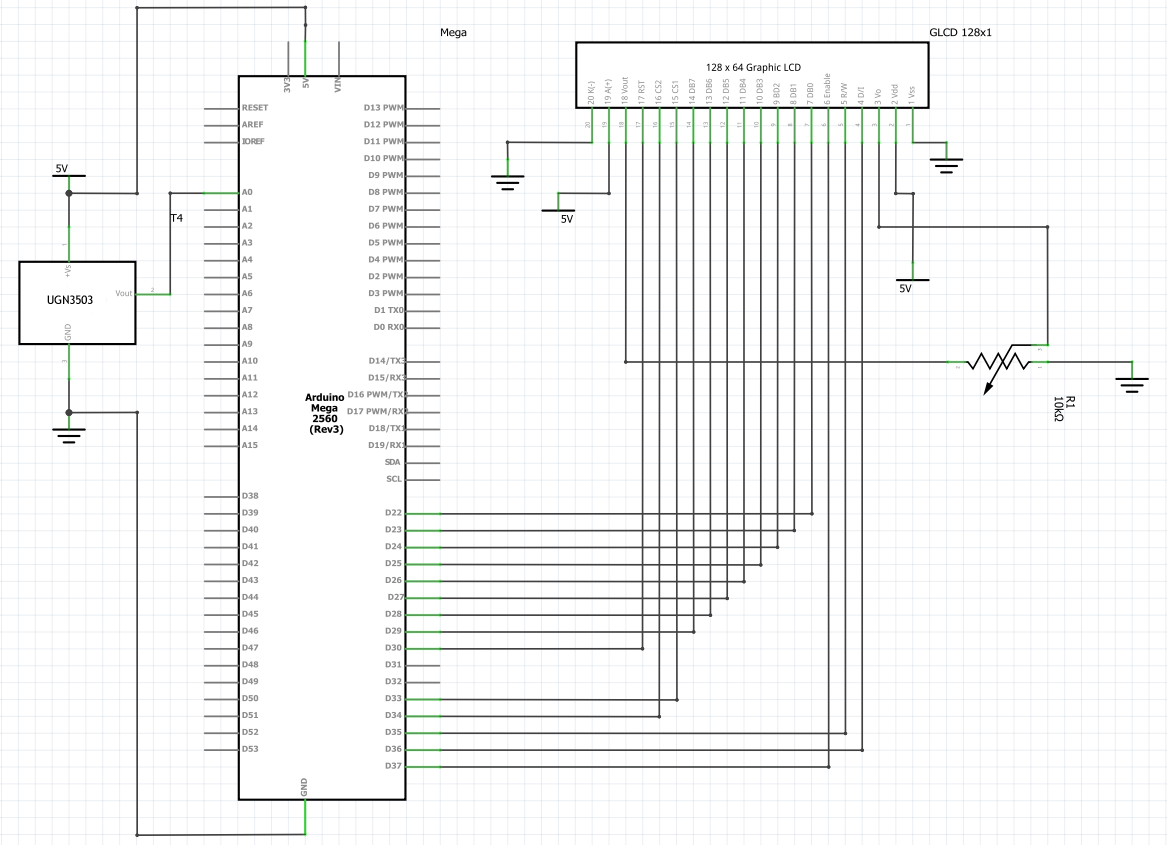 Mega
GLCD 128x1
128 x 64 Graphic LCD
20 K(-)
19 A(+)
18 Vout
17 RST
16 CS2
15 CS1
14 DB7
13 DB6
12 DB5
11 DB4
10 DB3
9 BD2
8 DB1
7 DB0
6 Enable
5 R/W
4 D/I
3 Vo
2 Vdd
1 Vss
20
19
18
17
16
15
14
13
12
11
10
9
8
7
6
5
4
3
2
1
3V3
5V
VIN
RESET
AREF
IOREF
A0
A1
A2
A3
A4
A5
A6
A7
A8
A9
A10
A11
A12
A13
A14
A15
D38
D39
D40
D41
D42
D43
D44
D45
D46
D47
D48
D49
D50
D51
D52
D53
D13 PWM
D12 PWM
D11 PWM
D10 PWM
D9 PWM
D8 PWM
D7 PWM
D6 PWM
D5 PWM
D4 PWM
D2 PWM
D3 PWM
D1 TX0
D0 RX0
D14/TX3
D15/RX3
D16 PWM/TX2
D17 PWM/RX2
D18/TX1
D19/RX1
SDA
SCL
D22
D23
D24
D25
D26
D27
D28
D29
D30
D31
D32
D33
D34
D35
D36
D37
GND
Arduino
Mega
2560
(Rev3)
5V
T4
1
+Vs
UGN3503
Vout
2
GND
3
5V
5V
R1
10kΩ